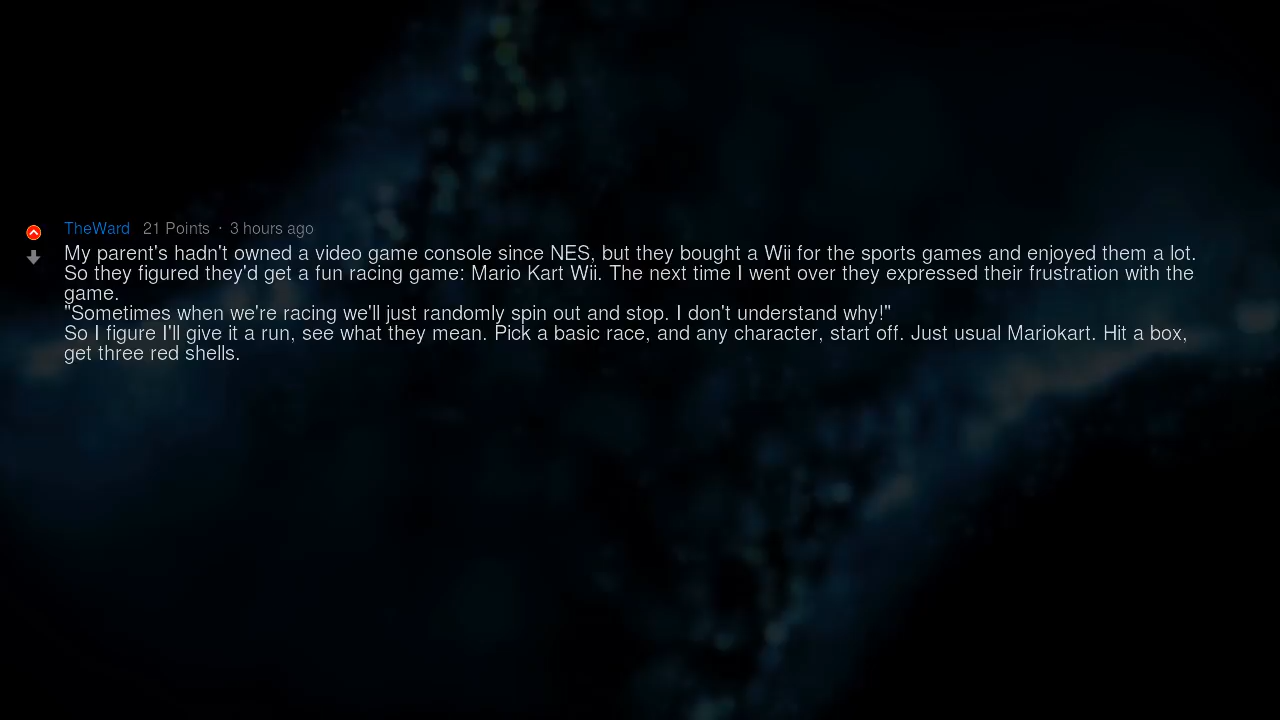 TheWard 21 Points · 3 hours ago
My parent's hadn't owned a video game console since NES, but they bought a Wii for the sports games and enjoyed them a lot.
So they figured they'd get a fun racing game: Mario Kart Wii. The next time I went over they expressed their frustration with the
game.
"Sometimes when we're racing we'll just randomly spin out and stop. I don't understand why!"
So I figure I'll give it a run, see what they mean. Pick a basic race, and any character, start off. Just usual Mariokart. Hit a box,
get three red shells.